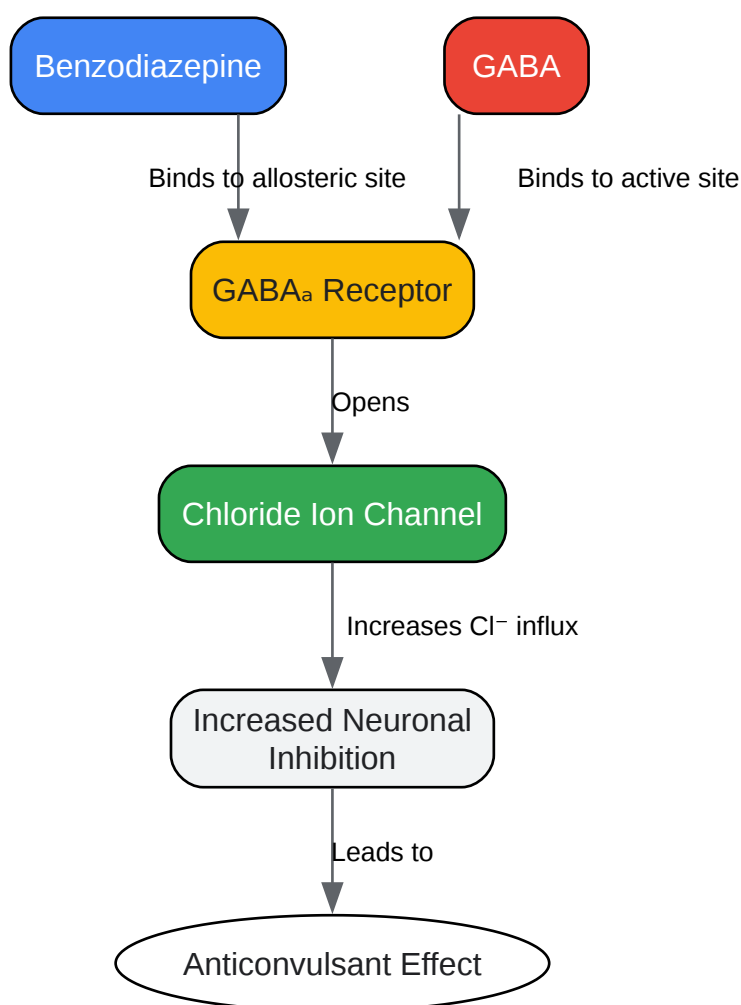 Benzodiazepine
GABA
Binds to allosteric site
Binds to active site
GABAₐ Receptor
Opens
Chloride Ion Channel
Increases Cl⁻ influx
Increased Neuronal
Inhibition
Leads to
Anticonvulsant Effect